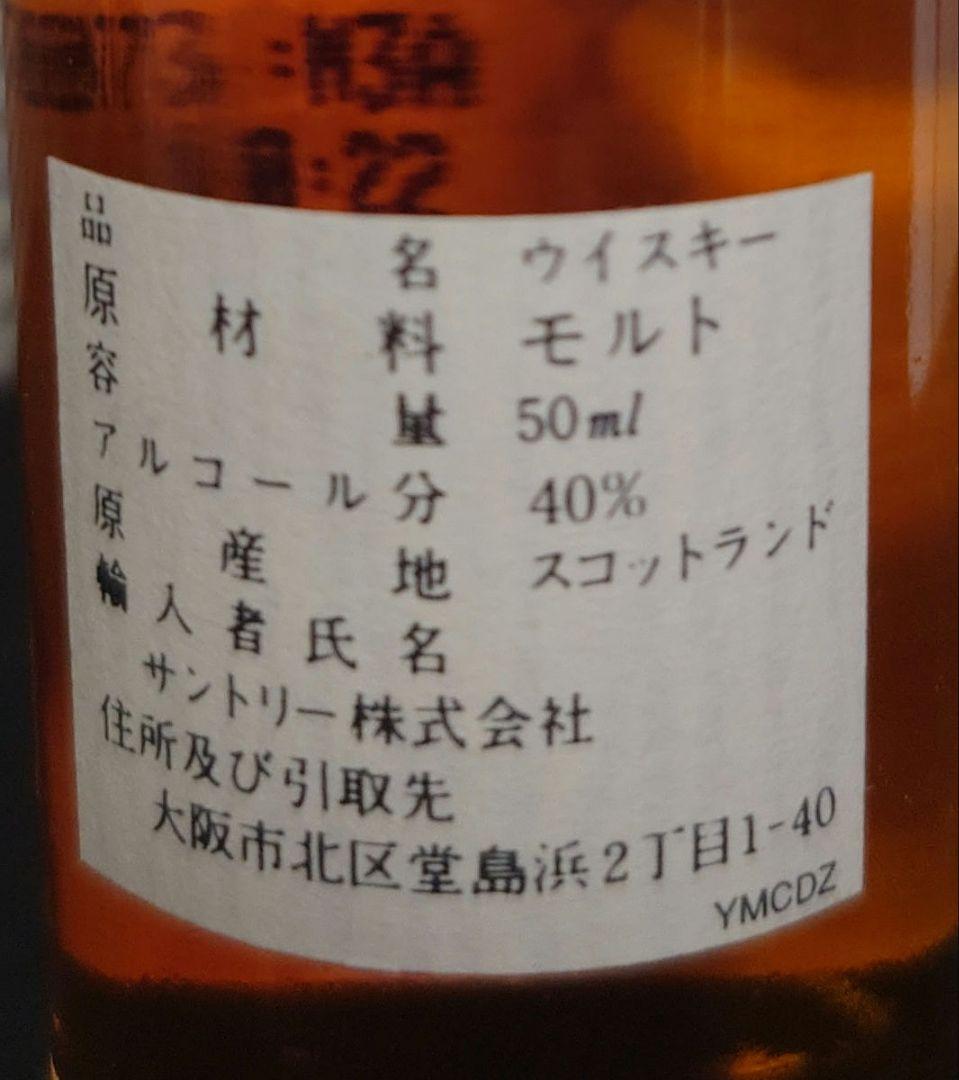 :22
品名 ウイスキー
原材料 モルト
容量 50ml
アルコール分 40%
原産地 スコットランド
輸入者氏名
サントリー株式会社
住所及び引取先
大阪市北区堂島浜2丁目1-40
YMCDZ